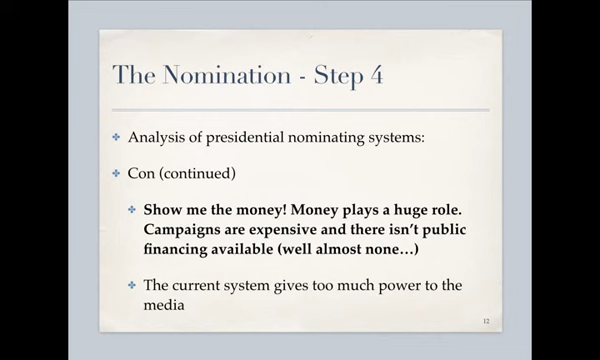 The Nomination - Step 4
Analysis of presidential nominating systems:
Con (continued)
Show me the money! Money plays a huge role.
Campaigns are expensive and there isn't public
financing available (well almost none…)
The current system gives too much power to the
media
12